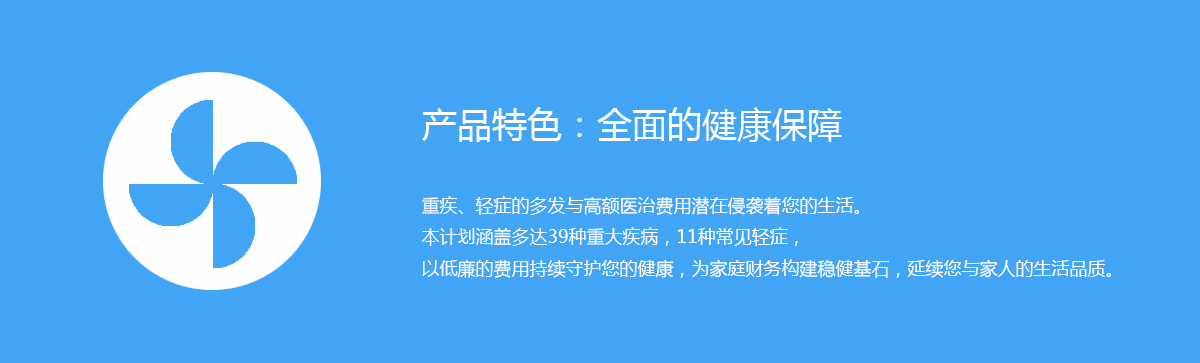 产品特色：全面的健康保障
重疾、轻症的多发与高额医治费用潜在侵袭着您的生活。
本计划涵盖多达39种重大疾病，11种常见轻症，
以低廉的费用持续守护您的健康，为家庭财务构建稳健基石，延续您与家人的生活品质。